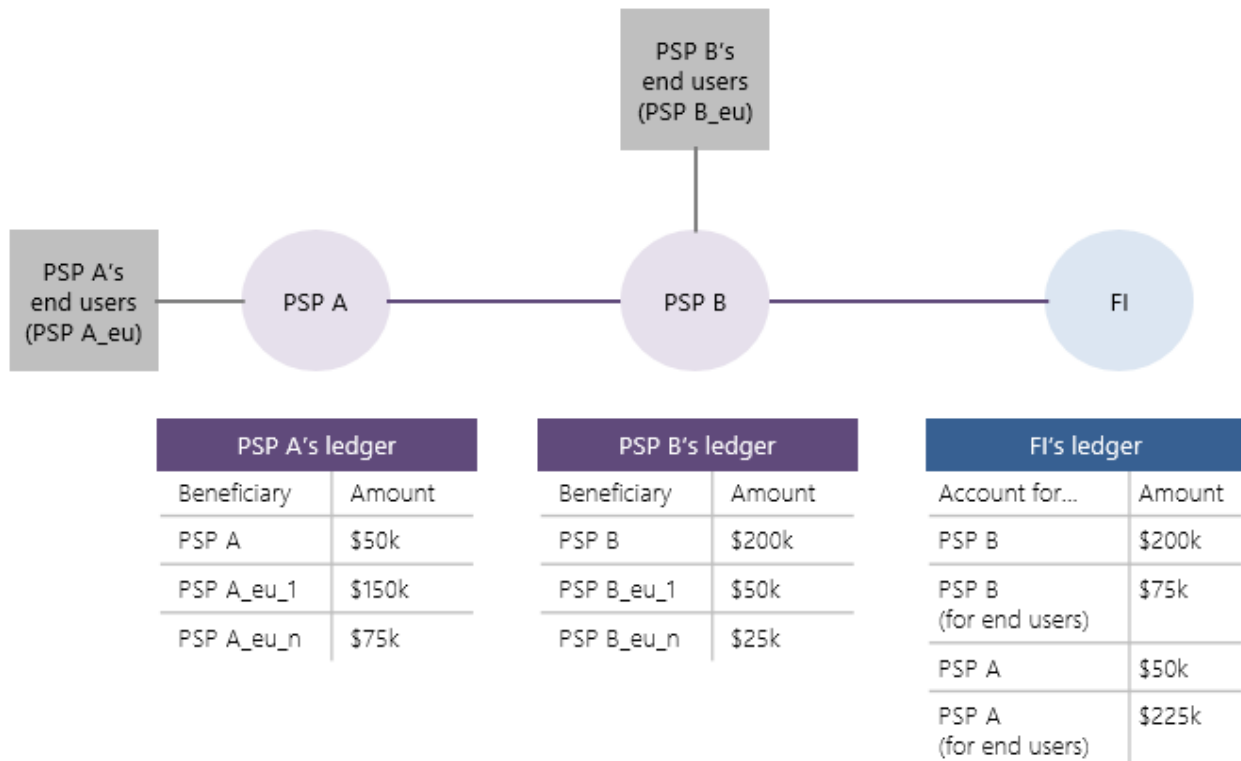 PSP B's
end users
(PSP B_eu)
PSP A's
end users
(PSP A_eu)
PSP A
PSP B
FI
PSP A's ledger
Beneficiary Amount
PSP A $50k
PSP A_eu_1 $150k
PSP A_eu_n $75k
PSP B's ledger
Beneficiary Amount
PSP B $200k
PSP B_eu_1 $50k
PSP B_eu_n $25k
FI's ledger
Account for... Amount
PSP B $200k
PSP B $75k
(for end users)
PSP A $50k
PSP A $225k
(for end users)